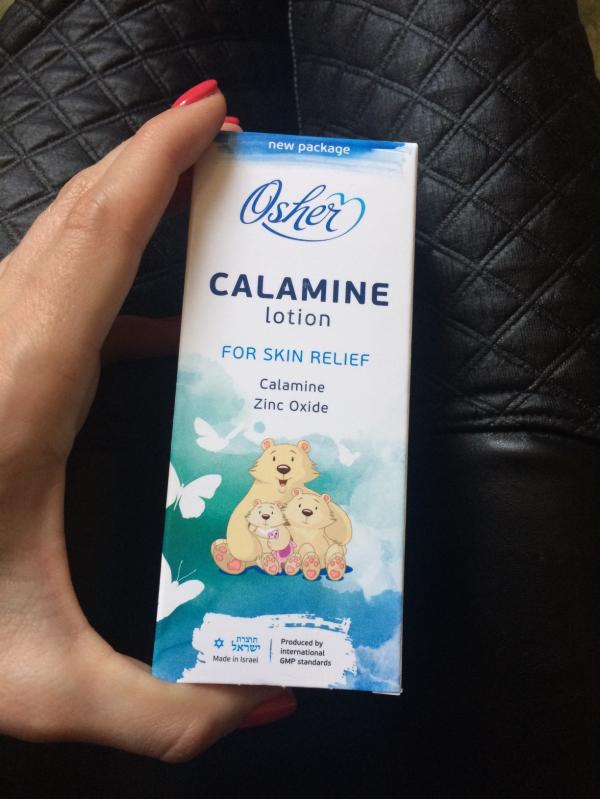 new package
Osher
CALAMINE
lotion
FOR SKIN RELIEF
Calamine
Zinc Oxide
תוצרת
ישראל
Made in Israel
Produced by
international
GMP standards